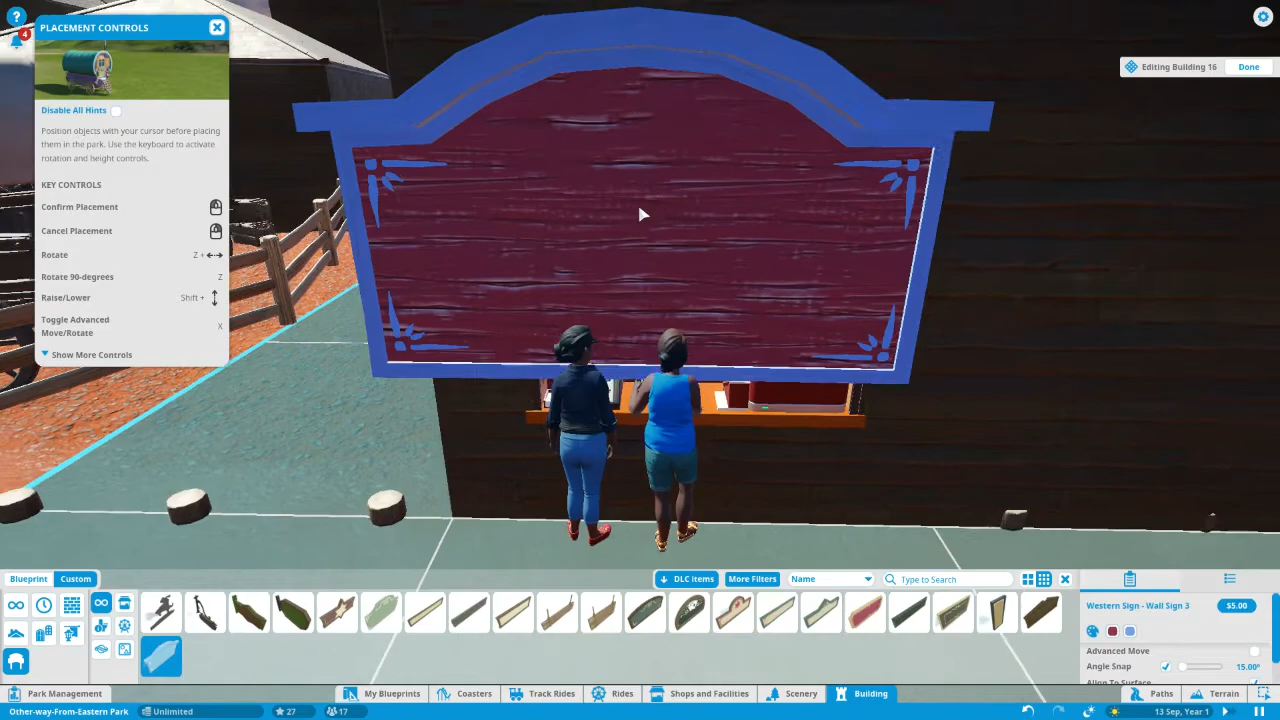 ?
4
PLACEMENT CONTROLS
Disable All Hints
Position objects with your cursor before placing
them in the park. Use the keyboard to activate
rotation and height controls.
KEY CONTROLS
Confirm Placement
Cancel Placement
Rotate Z +
Rotate 90-degrees Z
Raise/Lower Shift +
Toggle Advanced
Move/Rotate X
Show More Controls
Editing Building 16 Done
Blueprint Custom DLC items More Filters Name Type to Search
Western Sign - Wall Sign 3 $5.00
Advanced Move
Angle Snap 15.00°
Align To Surface
Park Management My Blueprints Coasters Track Rides Rides Shops and Facilities Scenery Building Paths Terrain
Other-way-From-Eastern Park Unlimited 27 17 13 Sep, Year 1